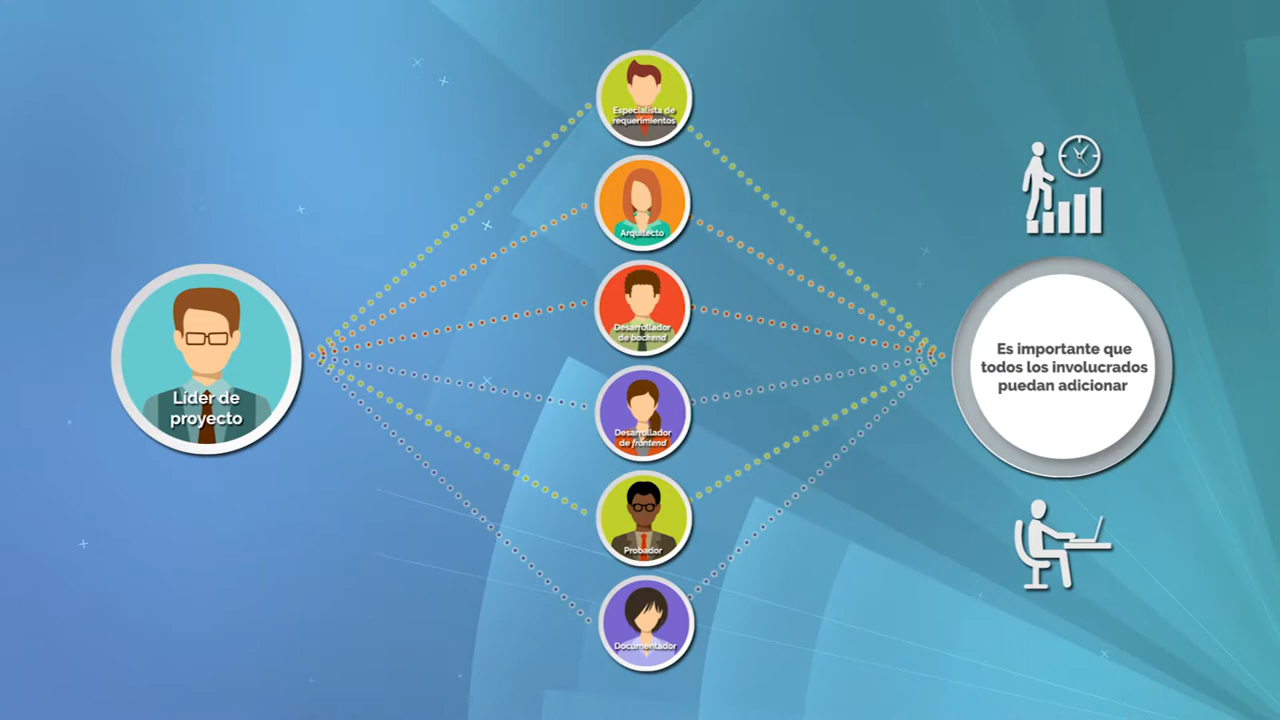 Líder de
proyecto
Especialista de
requerimientos
Arquitecto
Desarrollador
de backend
Desarrollador
de frontend
Probador
Documentador
Es importante que
todos los involucrados
puedan adicionar